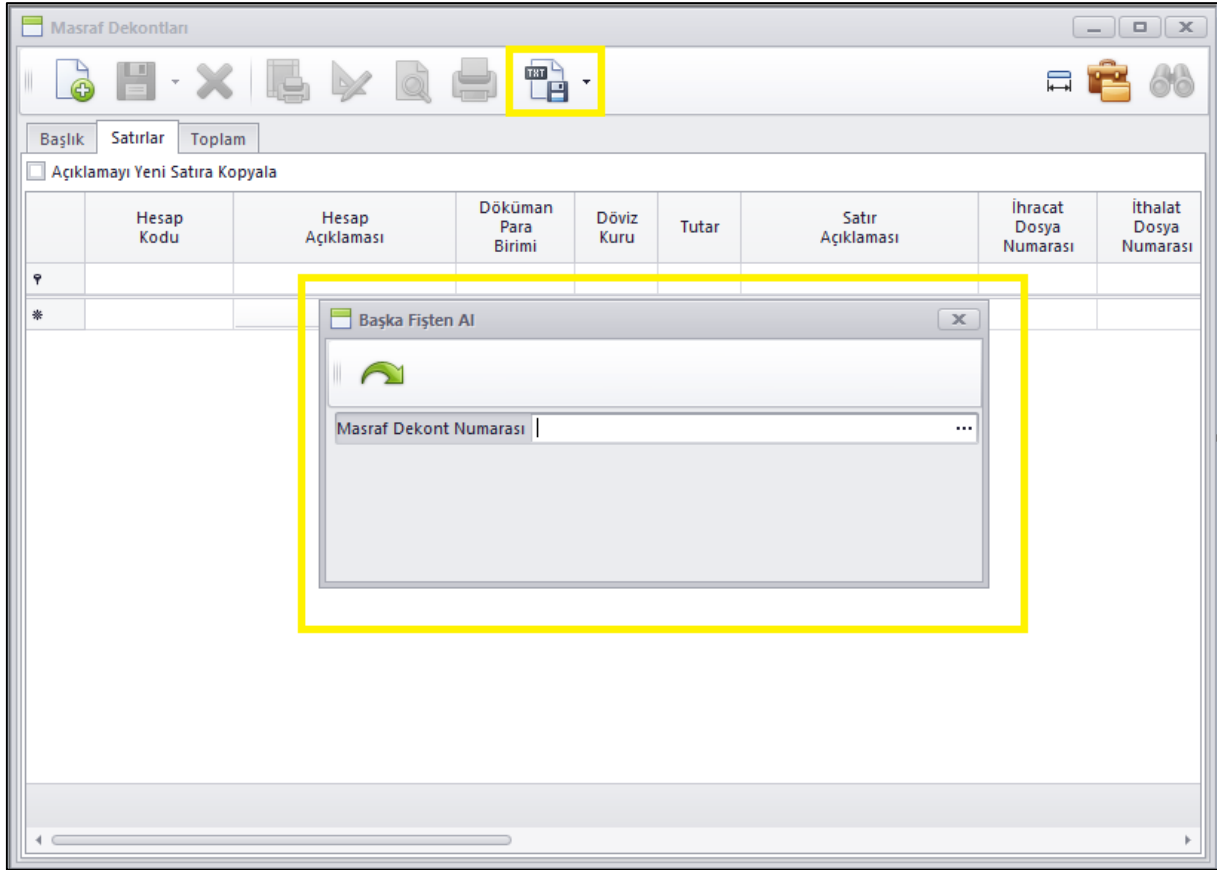 Masraf Dekontları
TXT
Başlık Satırlar Toplam
Açıklamayı Yeni Satıra Kopyala
Hesap Kodu
Hesap Açıklaması
Döküman Para Birimi
Döviz Kuru
Tutar
Satır Açıklaması
İhracat Dosya Numarası
İthalat Dosya Numarası
Başka Fişten Al
Masraf Dekont Numarası